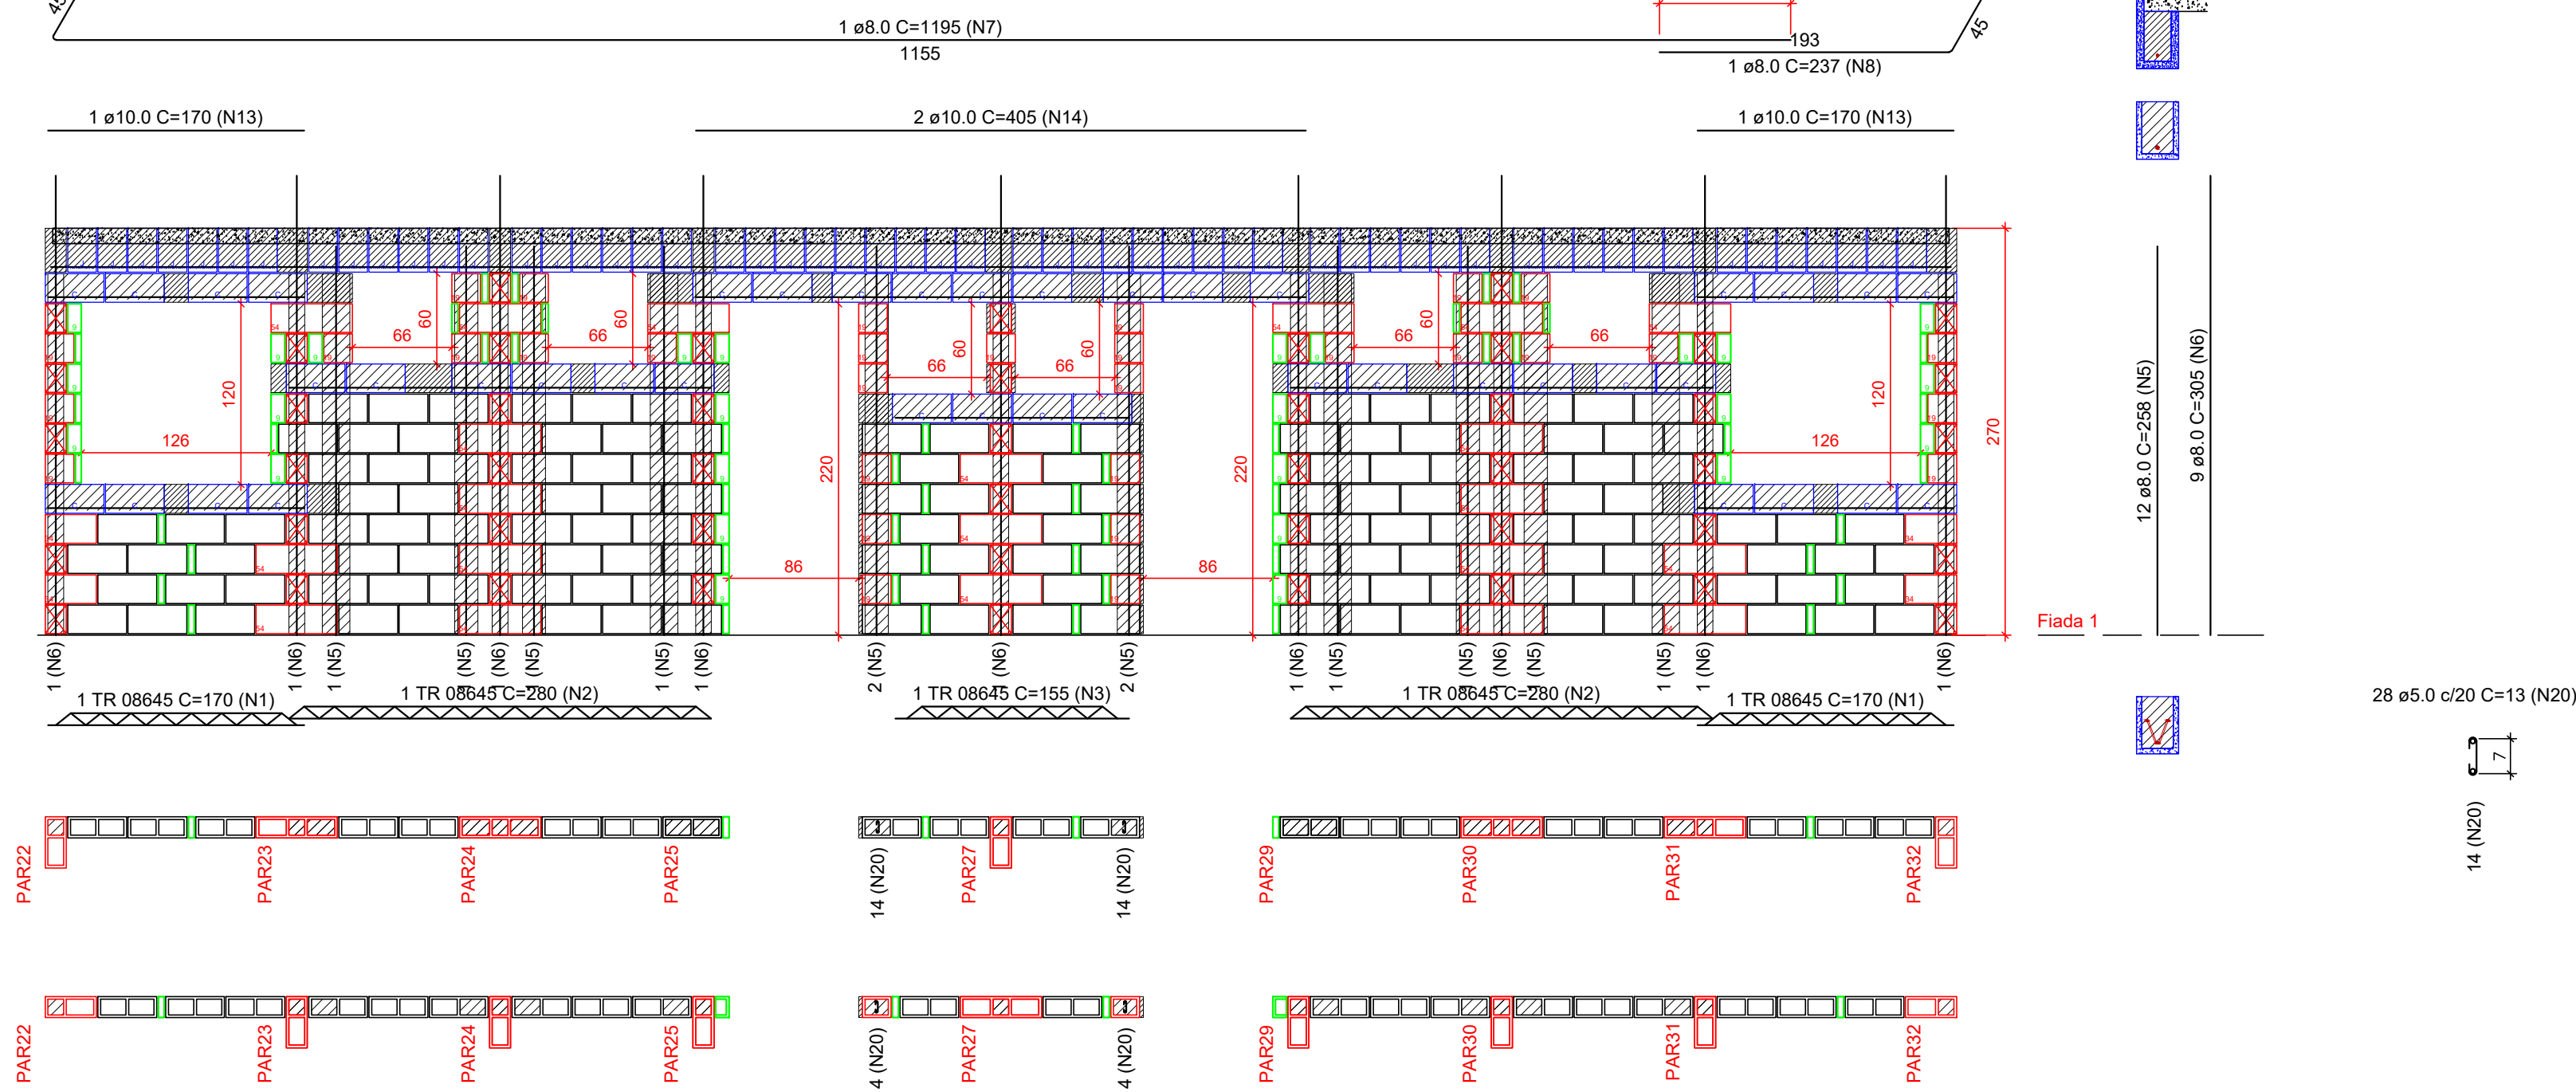 45
1 ø8.0 C=1195 (N7)
1155
193
45
1 ø8.0 C=237 (N8)
1 ø10.0 C=170 (N13)
2 ø10.0 C=405 (N14)
1 ø10.0 C=170 (N13)
126
120
66
60
66
60
220
86
66
60
66
60
86
220
66
60
66
126
120
270
12 ø8.0 C=258 (N5)
9 ø8.0 C=305 (N6)
Fiada 1
1 (N6)
1 (N6)
1 (N5)
1 (N5)
1 (N6)
1 (N5)
1 (N5)
1 (N6)
2 (N5)
1 (N6)
2 (N5)
1 (N6)
1 (N5)
1 (N5)
1 (N6)
1 (N5)
1 (N5)
1 (N6)
1 (N6)
1 TR 08645 C=170 (N1)
1 TR 08645 C=280 (N2)
1 TR 08645 C=155 (N3)
1 TR 08645 C=280 (N2)
1 TR 08645 C=170 (N1)
28 ø5.0 c/20 C=13 (N20)
7
14 (N20)
PAR22
PAR23
PAR24
PAR25
14 (N20)
PAR27
14 (N20)
PAR29
PAR30
PAR31
PAR32
PAR22
PAR23
PAR24
PAR25
4 (N20)
PAR27
4 (N20)
PAR29
PAR30
PAR31
PAR32